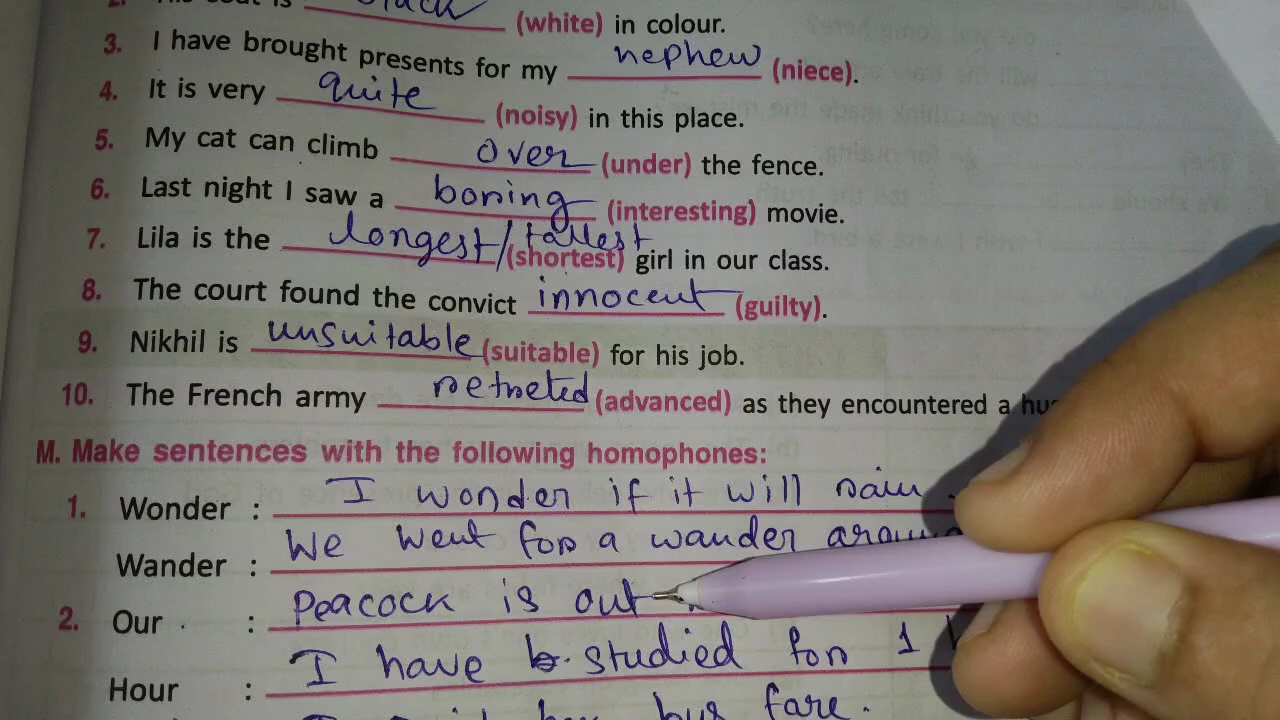 2. coat is black (white) in colour.
3. I have brought presents for my nephew (niece).
4. It is very quite (noisy) in this place.
5. My cat can climb over (under) the fence.
6. Last night I saw a boring (interesting) movie.
7. Lila is the longest/tallest (shortest) girl in our class.
8. The court found the convict innocent (guilty).
9. Nikhil is unsuitable (suitable) for his job.
10. The French army retreted (advanced) as they encountered a
M. Make sentences with the following homophones:
1. Wonder : I wonder if it will rain.
Wander : We went for a wander
2. Our : Peacock is out
Hour : I have studied for 1
bus fare.